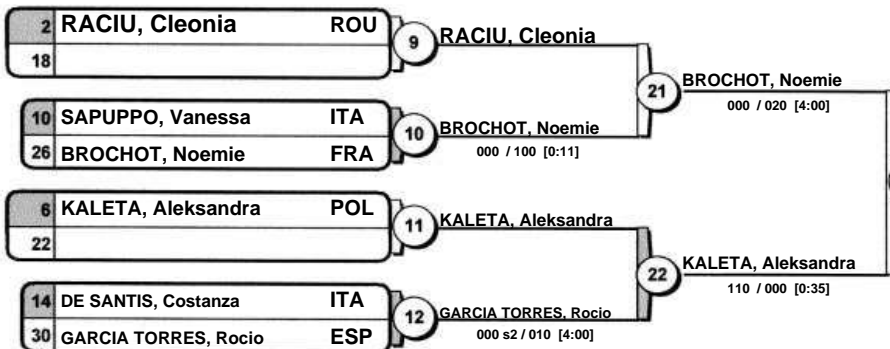 2 RACIU, Cleonia ROU
18
9
RACIU, Cleonia
10 SAPUPPO, Vanessa ITA
26 BROCHOT, Noemie FRA
10
BROCHOT, Noemie
000 / 100 [0:11]
21
BROCHOT, Noemie
000 / 020 [4:00]
6 KALETA, Aleksandra POL
22
11
KALETA, Aleksandra
14 DE SANTIS, Costanza ITA
30 GARCIA TORRES, Rocio ESP
12
GARCIA TORRES, Rocio
000 s2 / 010 [4:00]
22
KALETA, Aleksandra
110 / 000 [0:35]